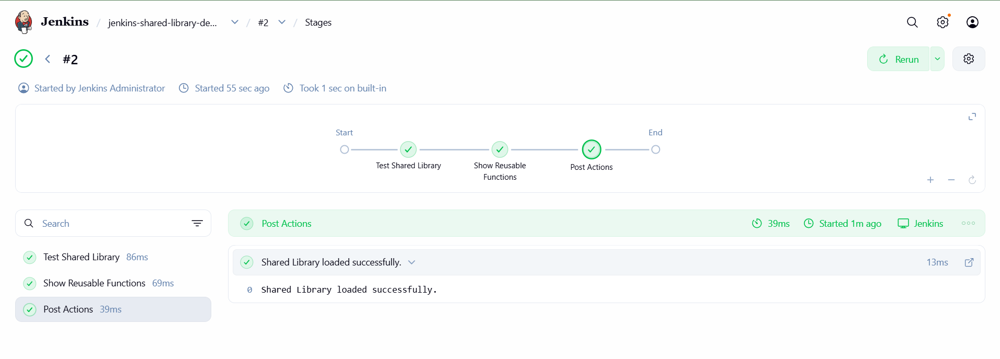 Jenkins / jenkins-shared-library-de... / #2 / Stages
#2
Rerun
Started by Jenkins Administrator Started 55 sec ago Took 1 sec on built-in
Start End
Test Shared Library Show Reusable Post Actions
Functions
Search
Post Actions 39ms Started 1m ago Jenkins
Test Shared Library 86ms
Shared Library loaded successfully. 13ms
Show Reusable Functions 69ms
0 Shared Library loaded successfully.
Post Actions 39ms